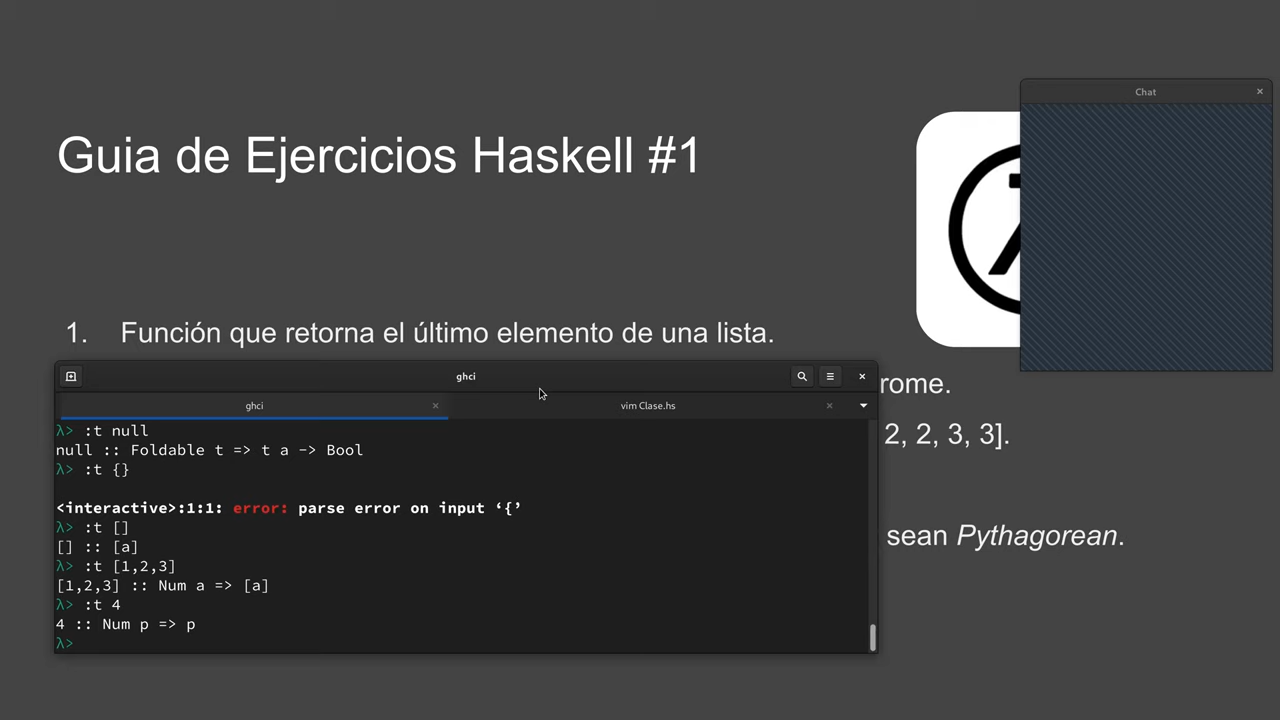 Guia de Ejercicios Haskell #1
Chat
1. Función que retorna el último elemento de una lista.
rome.
2, 2, 3, 3].
sean Pythagorean.
ghci
ghci
vim Clase.hs
λ> :t null
null :: Foldable t => t a -> Bool
λ> :t {}
<interactive>:1:1: error: parse error on input ‘{’
λ> :t []
[] :: [a]
λ> :t [1,2,3]
[1,2,3] :: Num a => [a]
λ> :t 4
4 :: Num p => p
λ>